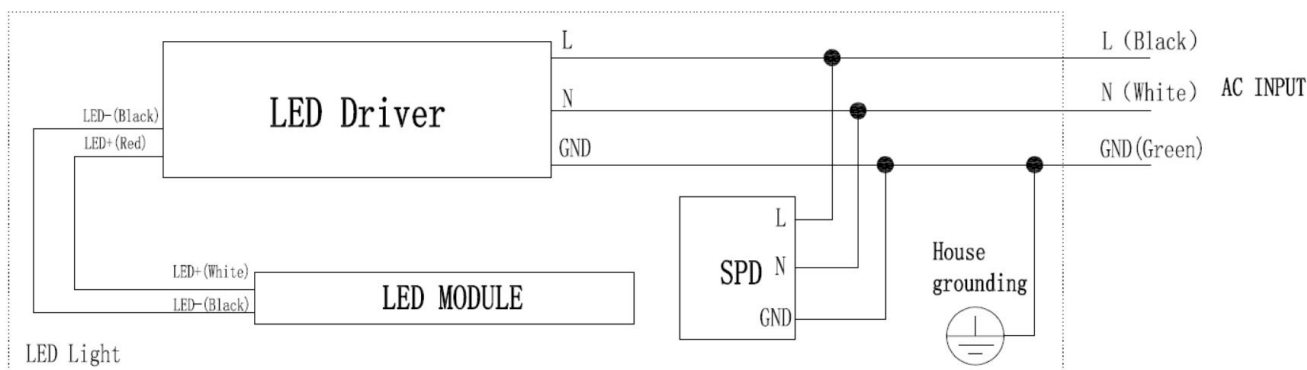 L
L (Black)
LED Driver
N
N (White)
AC INPUT
LED-(Black)
LED+(Red)
GND
GND(Green)
L
SPD
N
GND
House
grounding
LED+(White)
LED-(Black)
LED MODULE
LED Light